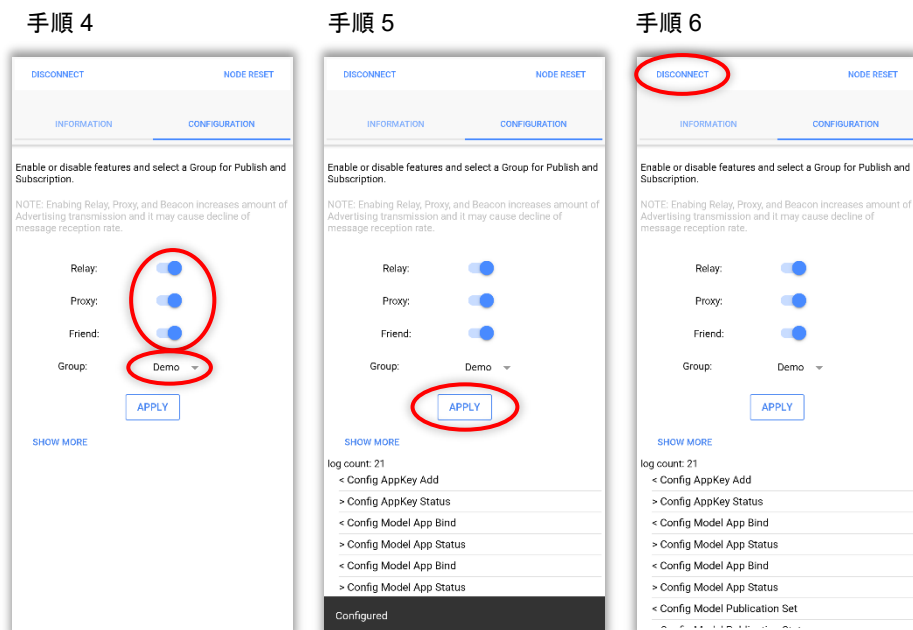 手順 4
DISCONNECT
NODE RESET
INFORMATION
CONFIGURATION
Enable or disable features and select a Group for Publish and
Subscription.
NOTE: Enabing Relay, Proxy, and Beacon increases amount of
Advertising transmission and it may cause decline of
message reception rate.
Relay:
Proxy:
Friend:
Group:
Demo
APPLY
SHOW MORE
手順 5
DISCONNECT
NODE RESET
INFORMATION
CONFIGURATION
Enable or disable features and select a Group for Publish and
Subscription.
NOTE: Enabing Relay, Proxy, and Beacon increases amount of
Advertising transmission and it may cause decline of
message reception rate.
Relay:
Proxy:
Friend:
Group:
Demo
APPLY
SHOW MORE
log count: 21
< Config AppKey Add
> Config AppKey Status
< Config Model App Bind
> Config Model App Status
< Config Model App Bind
> Config Model App Status
Configured
手順 6
DISCONNECT
NODE RESET
INFORMATION
CONFIGURATION
Enable or disable features and select a Group for Publish and
Subscription.
NOTE: Enabing Relay, Proxy, and Beacon increases amount of
Advertising transmission and it may cause decline of
message reception rate.
Relay:
Proxy:
Friend:
Group:
Demo
APPLY
SHOW MORE
log count: 21
< Config AppKey Add
> Config AppKey Status
< Config Model App Bind
> Config Model App Status
< Config Model App Bind
> Config Model App Status
< Config Model Publication Set